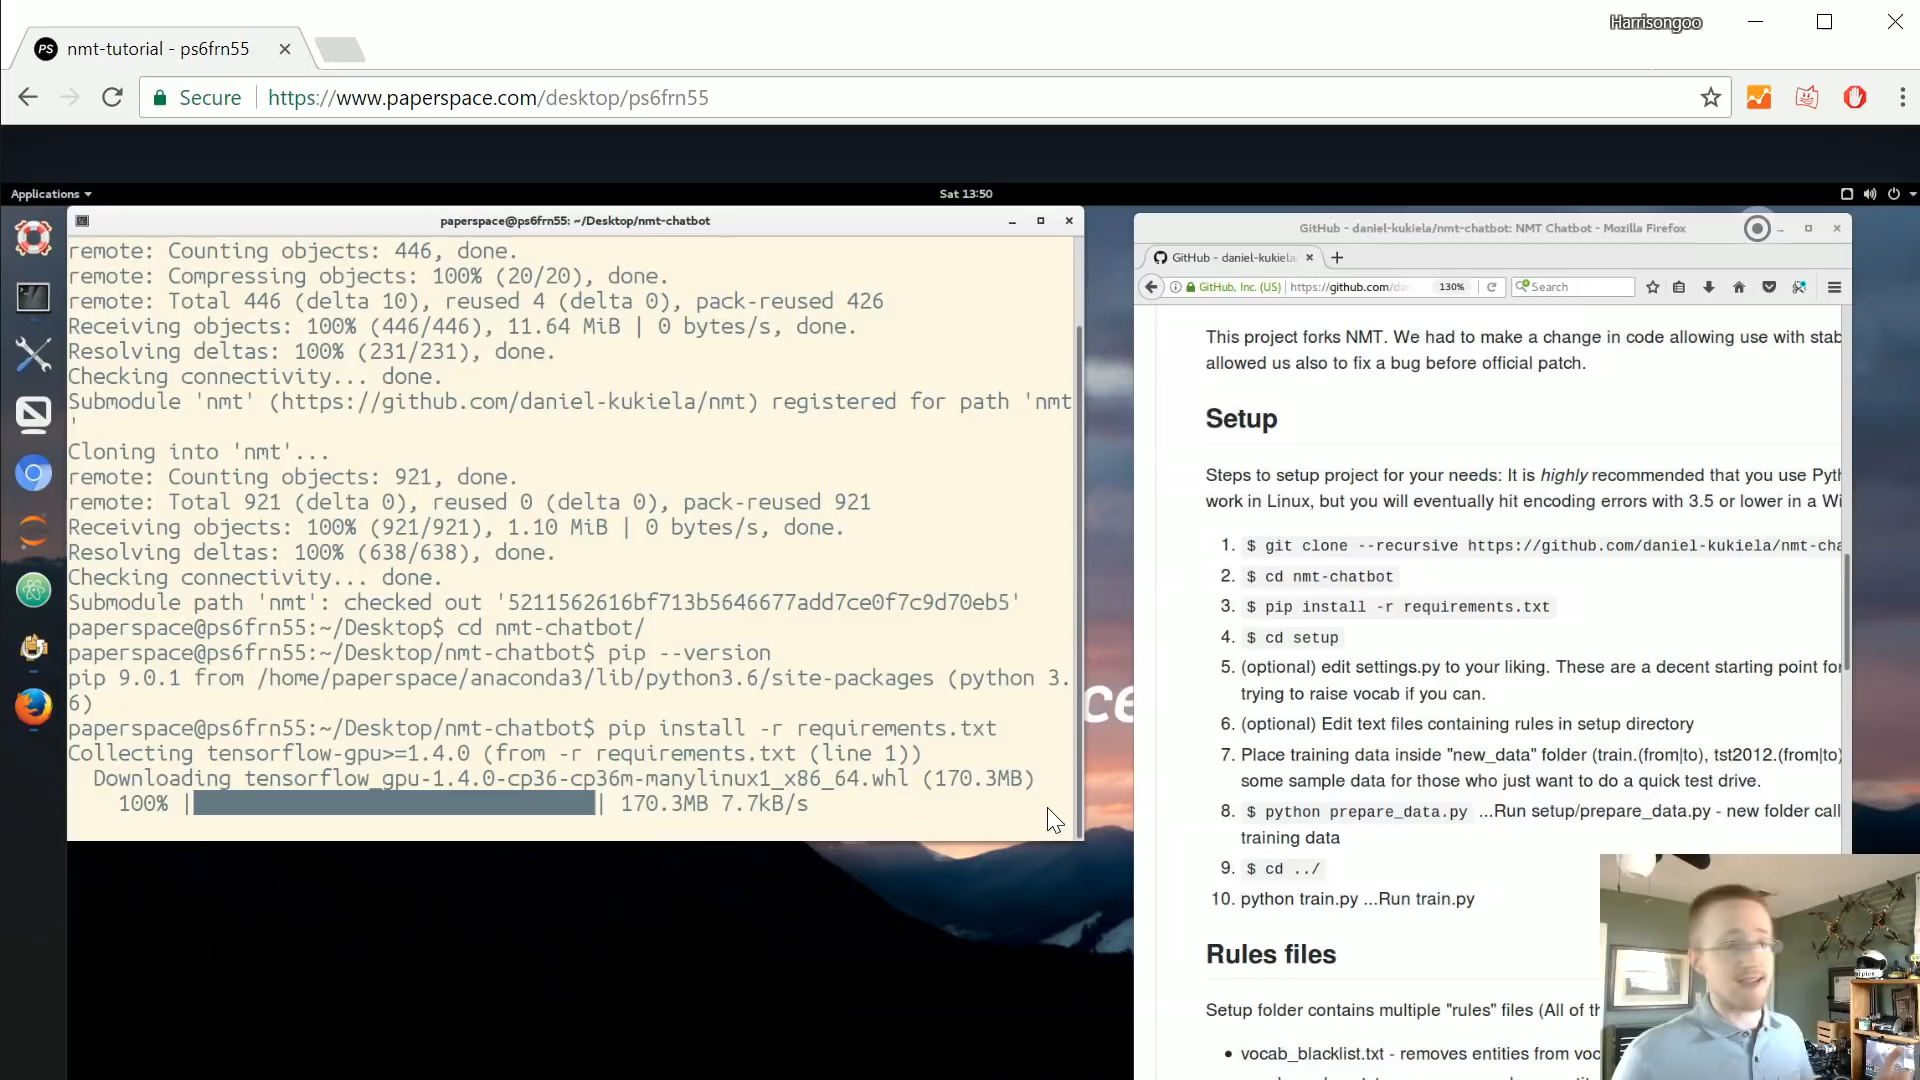 Harrisongoo
PS
nmt-tutorial - ps6frn55
Secure
https://www.paperspace.com/desktop/ps6frn55
Applications
Sat 13:50
paperspace@ps6frn55: ~/Desktop/nmt-chatbot
remote: Counting objects: 446, done.
remote: Compressing objects: 100% (20/20), done.
remote: Total 446 (delta 10), reused 4 (delta 0), pack-reused 426
Receiving objects: 100% (446/446), 11.64 MiB | 0 bytes/s, done.
Resolving deltas: 100% (231/231), done.
Checking connectivity... done.
Submodule 'nmt' (https://github.com/daniel-kukiela/nmt) registered for path 'nmt
'
Cloning into 'nmt'...
remote: Counting objects: 921, done.
remote: Total 921 (delta 0), reused 0 (delta 0), pack-reused 921
Receiving objects: 100% (921/921), 1.10 MiB | 0 bytes/s, done.
Resolving deltas: 100% (638/638), done.
Checking connectivity... done.
Submodule path 'nmt': checked out '5211562616bf713b5646677add7ce0f7c9d70eb5'
paperspace@ps6frn55:~/Desktop$ cd nmt-chatbot/
paperspace@ps6frn55:~/Desktop/nmt-chatbot$ pip --version
pip 9.0.1 from /home/paperspace/anaconda3/lib/python3.6/site-packages (python 3.
6)
paperspace@ps6frn55:~/Desktop/nmt-chatbot$ pip install -r requirements.txt
Collecting tensorflow-gpu>=1.4.0 (from -r requirements.txt (line 1))
Downloading tensorflow_gpu-1.4.0-cp36-cp36m-manylinux1_x86_64.whl (170.3MB)
100% | | 170.3MB 7.7kB/s
ce
GitHub - daniel-kukiela/nmt-chatbot: NMT Chatbot - Mozilla Firefox
GitHub - daniel-kukiela
GitHub, Inc. (US)
https://github.com/dan
130%
Search
This project forks NMT. We had to make a change in code allowing use with stab
allowed us also to fix a bug before official patch.
Setup
Steps to setup project for your needs: It is highly recommended that you use Pyth
work in Linux, but you will eventually hit encoding errors with 3.5 or lower in a Wi
1. $ git clone --recursive https://github.com/daniel-kukiela/nmt-cha
2. $ cd nmt-chatbot
3. $ pip install -r requirements.txt
4. $ cd setup
5. (optional) edit settings.py to your liking. These are a decent starting point for
trying to raise vocab if you can.
6. (optional) Edit text files containing rules in setup directory
7. Place training data inside "new_data" folder (train.(from|to), tst2012.(from|to)
some sample data for those who just want to do a quick test drive.
8. $ python prepare_data.py ...Run setup/prepare_data.py - new folder call
training data
9. $ cd ../
10. python train.py ...Run train.py
Rules files
Setup folder contains multiple "rules" files (All of th
• vocab_blacklist.txt - removes entities from voc